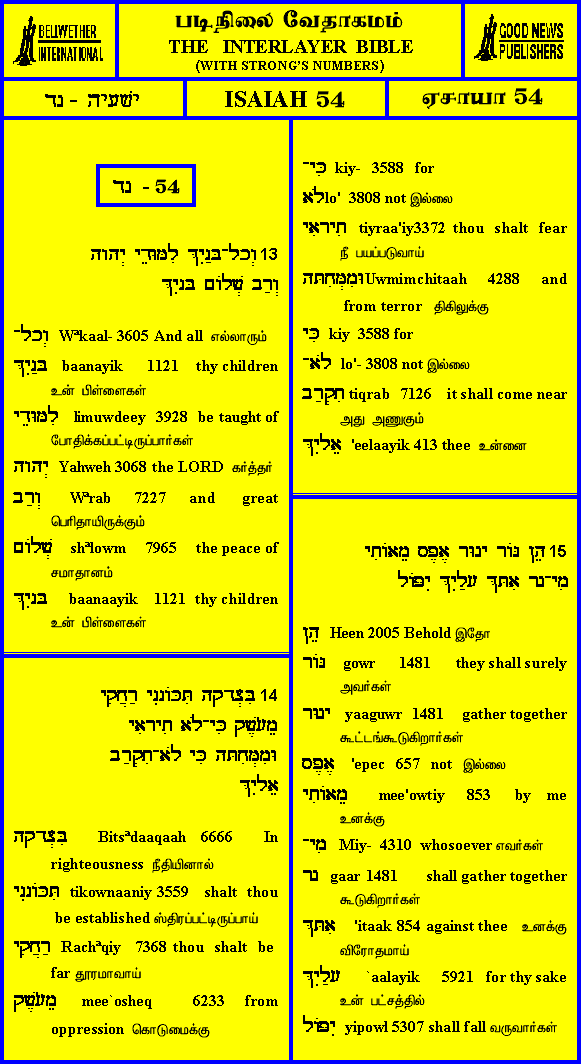 BELLWETHER
INTERNATIONAL
படிநிலை வேதாகமம்
THE INTERLAYER BIBLE
(WITH STRONG'S NUMBERS)
GOOD NEWS
PUBLISHERS
ישעיה - נד
ISAIAH 54
ஏசாயா 54
נד - 54
13 וְכָל־בָּנַיִךְ לִמּוּדֵי יְהוָה
וְרַב שְׁלוֹם בָּנָיִךְ
וְכָל־ Wᵃkaal- 3605 And all எல்லாரும்
בָּנַיִךְ baanayik 1121 thy children
உன் பிள்ளைகள்
לִמּוּדֵי limuwdeey 3928 be taught of
போதிக்கப்பட்டிருப்பார்கள்
יְהוָה Yahweh 3068 the LORD கர்த்தர்
וְרַב Wᵃrab 7227 and great
பெரிதாயிருக்கும்
שְׁלוֹם shᵃlowm 7965 the peace of
சமாதானம்
בָּנָיִךְ baanaayik 1121 thy children
உன் பிள்ளைகள்
14 בִּצְדָקָה תִּכּוֹנָנִי רַחֲקִי
מֵעֹשֶׁק כִּי־לֹא תִירָאִי
וּמִמְּחִתָּה כִּי לֹא־תִקְרַב
אֵלָיִךְ
בִּצְדָקָה Bitsᵃdaaqaah 6666 In
righteousness நீதியினால்
תִּכּוֹנָנִי tikownaaniy 3559 shalt thou
be established ஸ்திரப்பட்டிருப்பாய்
רַחֲקִי Rachᵃqiy 7368 thou shalt be
far தூரமாவாய்
מֵעֹשֶׁק mee`osheq 6233 from
oppression கொடுமைக்கு
כִּי־ kiy- 3588 for
לֹא lo' 3808 not இல்லை
תִירָאִי tiyraa'iy3372 thou shalt fear
நீ பயப்படுவாய்
וּמִמְּחִתָּה Uwmimchitaah 4288 and
from terror திகிலுக்கு
כִּי kiy 3588 for
לֹא־ lo'- 3808 not இல்லை
תִקְרַב tiqrab 7126 it shall come near
அது அணுகும்
אֵלָיִךְ 'eelaayik 413 thee உன்னை
15 הֵן גּוֹר יָגוּר אֶפֶס מֵאוֹתִי
מִי־גָר אִתָּךְ עָלַיִךְ יִפּוֹל
הֵן Heen 2005 Behold இதோ
גּוֹר gowr 1481 they shall surely
அவர்கள்
יָגוּר yaaguwr 1481 gather together
கூட்டங்கூடுகிறார்கள்
אֶפֶס 'epec 657 not இல்லை
מֵאוֹתִי mee'owtiy 853 by me
உனக்கு
מִי־ Miy- 4310 whosoever எவர்கள்
גָר gaar 1481 shall gather together
கூடுகிறார்கள்
אִתָּךְ 'itaak 854 against thee உனக்கு
விரோதமாய்
עָלַיִךְ `aalayik 5921 for thy sake
உன் பட்சத்தில்
יִפּוֹל yipowl 5307 shall fall வருவார்கள்